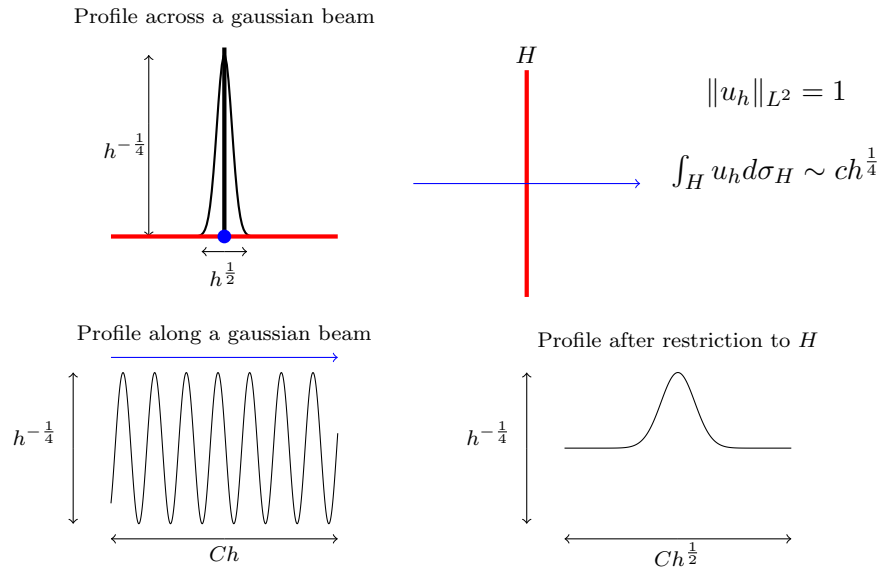 Profile across a gaussian beam
H
‖u_h‖_{L²} = 1
h^{-1/4}
∫_H u_h dσ_H ∼ ch^{1/4}
h^{1/2}
Profile along a gaussian beam
Profile after restriction to H
h^{-1/4}
h^{-1/4}
Ch
Ch^{1/2}